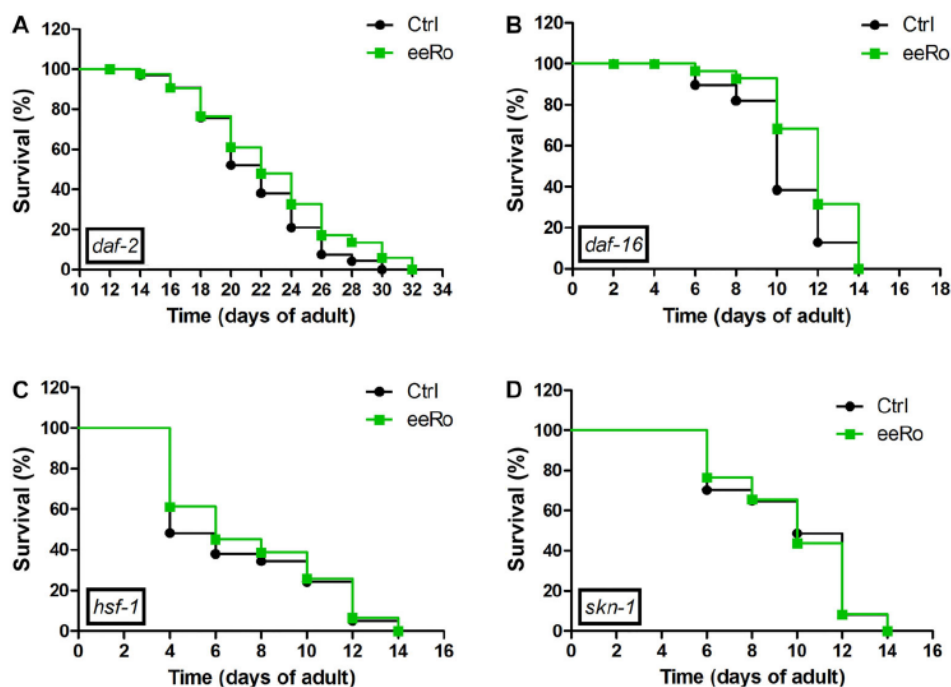 A
Ctrl
eeRo
Survival (%)
120
100
80
60
40
20
0
daf-2
10 12 14 16 18 20 22 24 26 28 30 32 34
Time (days of adult)
B
Ctrl
eeRo
Survival (%)
120
100
80
60
40
20
0
daf-16
0 2 4 6 8 10 12 14 16 18
Time (days of adult)
C
Ctrl
eeRo
Survival (%)
120
100
80
60
40
20
0
hsf-1
0 2 4 6 8 10 12 14 16
Time (days of adult)
D
Ctrl
eeRo
Survival (%)
120
100
80
60
40
20
0
skn-1
0 2 4 6 8 10 12 14 16
Time (days of adult)